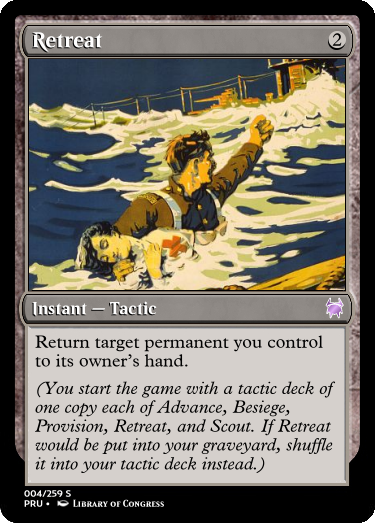 Retreat 2
Instant — Tactic
Return target permanent you control
to its owner's hand.
(You start the game with a tactic deck of
one copy each of Advance, Besiege,
Provision, Retreat, and Scout. If Retreat
would be put into your graveyard, shuffle
it into your tactic deck instead.)
004/259 S
PRU • Library of Congress